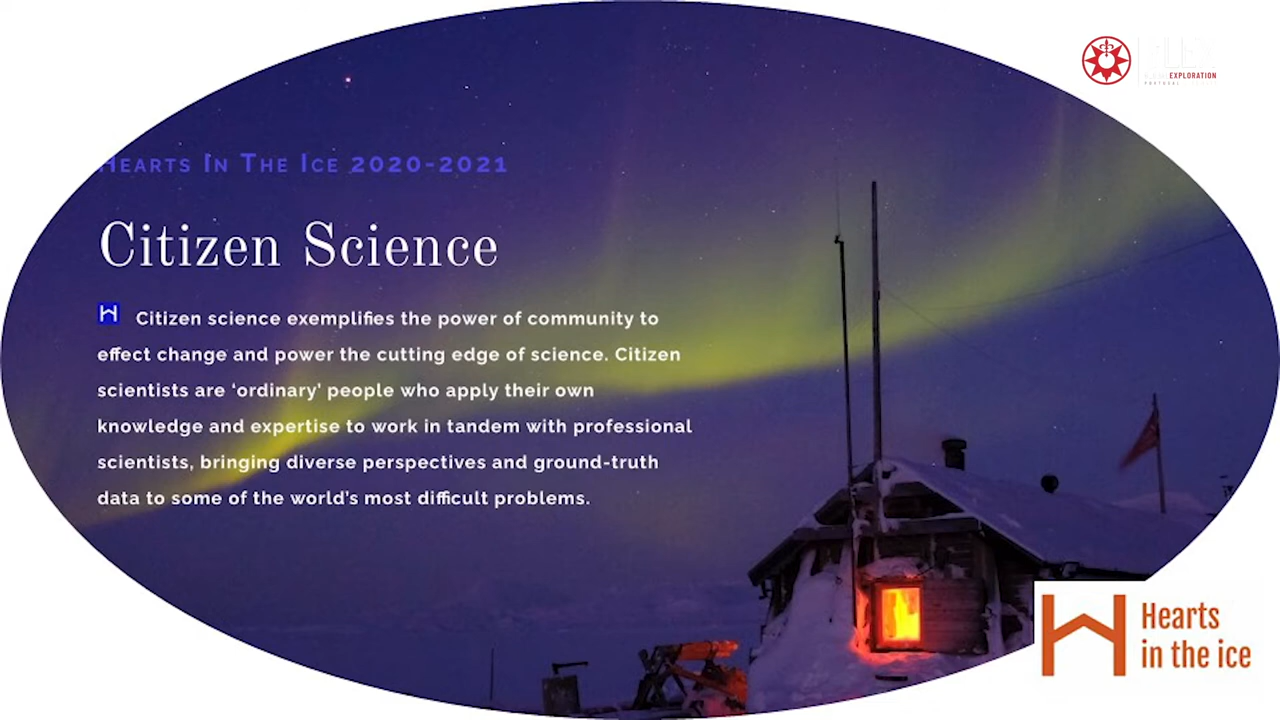 EXPLORATION
PORTUGAL
Hearts In The Ice 2020-2021
Citizen Science
Citizen science exemplifies the power of community to
effect change and power the cutting edge of science. Citizen
scientists are ‘ordinary’ people who apply their own
knowledge and expertise to work in tandem with professional
scientists, bringing diverse perspectives and ground-truth
data to some of the world’s most difficult problems.
Hearts
in the ice